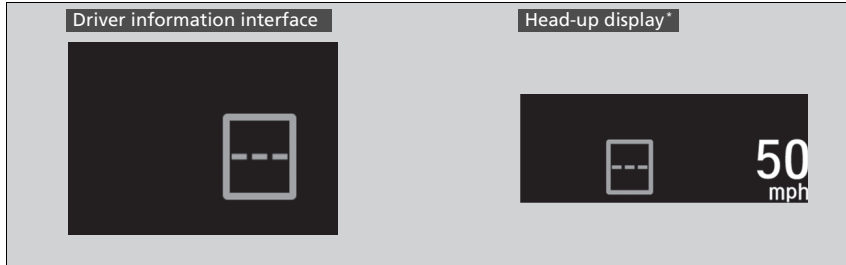 Driver information interface
Head-up display*
---
---
50
mph